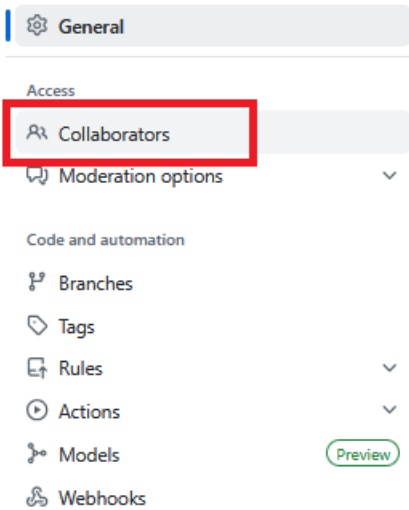 General
Access
Collaborators
Moderation options
Code and automation
Branches
Tags
Rules
Actions
Models Preview
Webhooks